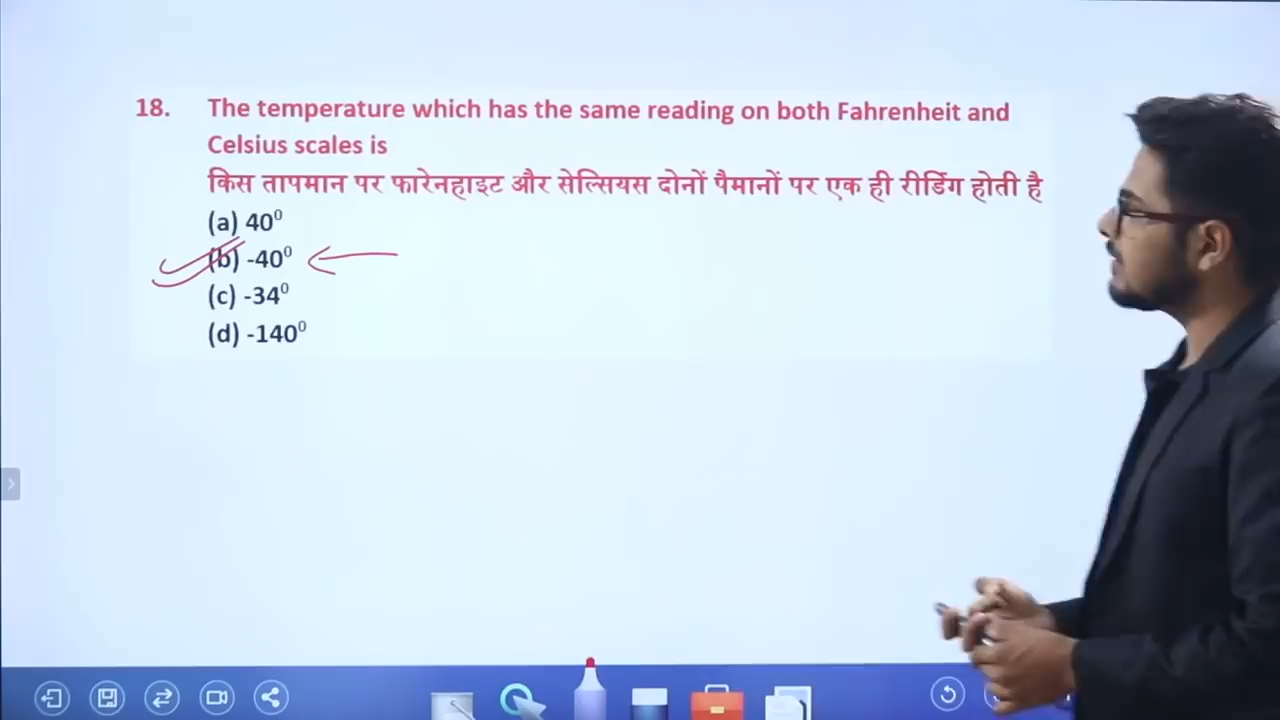 18. The temperature which has the same reading on both Fahrenheit and
Celsius scales is
किस तापमान पर फारेनहाइट और सेल्सियस दोनों पैमानों पर एक ही रीडिंग होती है
(a) 40⁰
(b) -40⁰
(c) -34⁰
(d) -140⁰